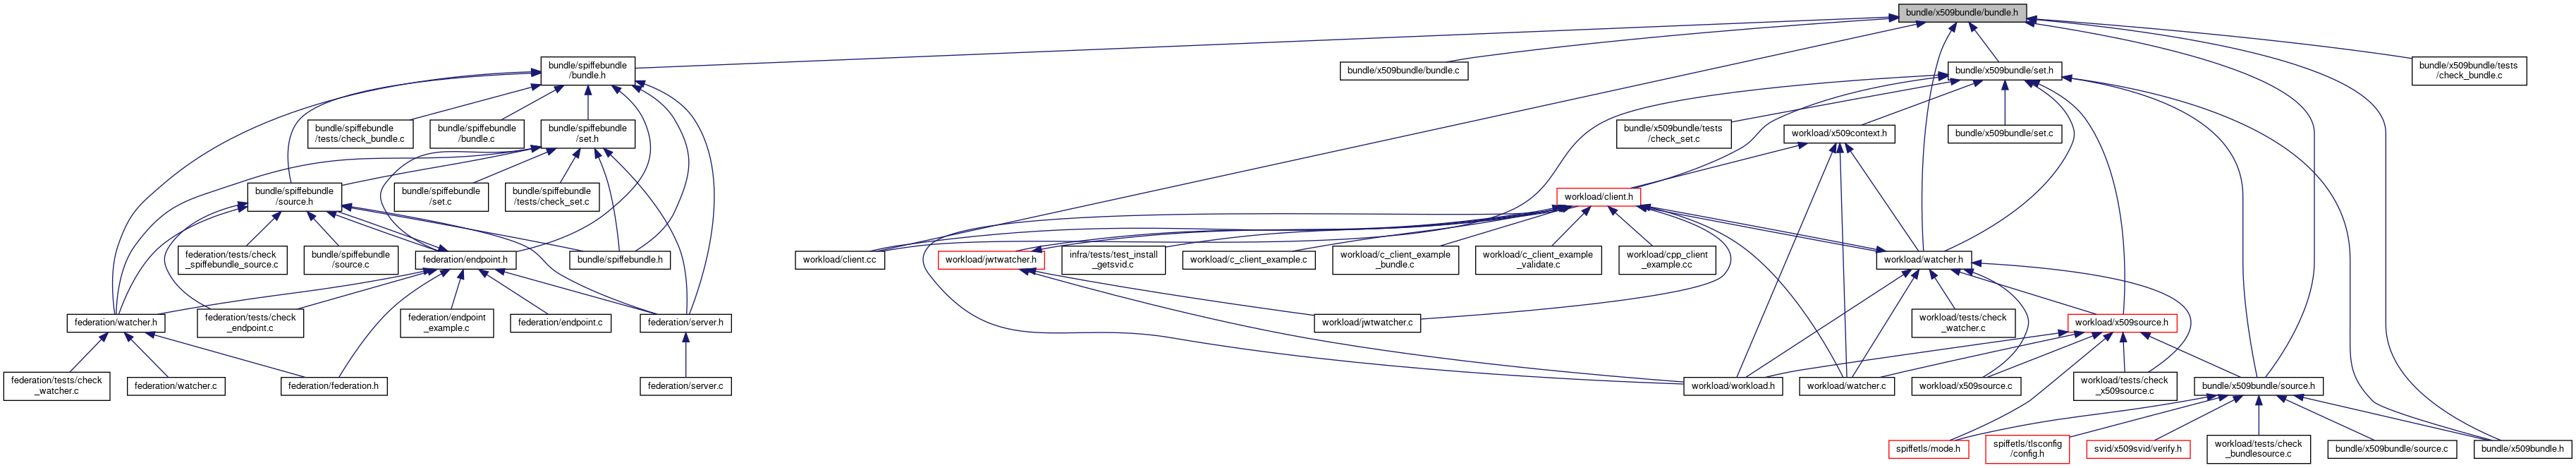 bundle/x509bundle/bundle.h
bundle/spiffebundle
/bundle.h
bundle/x509bundle/bundle.c
bundle/x509bundle/set.h
bundle/x509bundle/tests
/check_bundle.c
bundle/spiffebundle
/tests/check_bundle.c
bundle/spiffebundle
/bundle.c
bundle/spiffebundle
/set.h
bundle/x509bundle/tests
/check_set.c
workload/x509context.h
bundle/x509bundle/set.c
bundle/spiffebundle
/source.h
bundle/spiffebundle
/set.c
bundle/spiffebundle
/tests/check_set.c
workload/client.h
federation/tests/check
_spiffebundle_source.c
bundle/spiffebundle
/source.c
federation/endpoint.h
bundle/spiffebundle.h
workload/client.cc
workload/jwtwatcher.h
infra/tests/test_install
_getsvid.c
workload/c_client_example.c
workload/c_client_example
_bundle.c
workload/c_client_example
_validate.c
workload/cpp_client
_example.cc
workload/watcher.h
federation/watcher.h
federation/tests/check
_endpoint.c
federation/endpoint
_example.c
federation/endpoint.c
federation/server.h
workload/jwtwatcher.c
workload/tests/check
_watcher.c
workload/x509source.h
federation/tests/check
_watcher.c
federation/watcher.c
federation/federation.h
federation/server.c
workload/workload.h
workload/watcher.c
workload/x509source.c
workload/tests/check
_x509source.c
bundle/x509bundle/source.h
spiffetls/mode.h
spiffetls/tlsconfig
/config.h
svid/x509svid/verify.h
workload/tests/check
_bundlesource.c
bundle/x509bundle/source.c
bundle/x509bundle.h